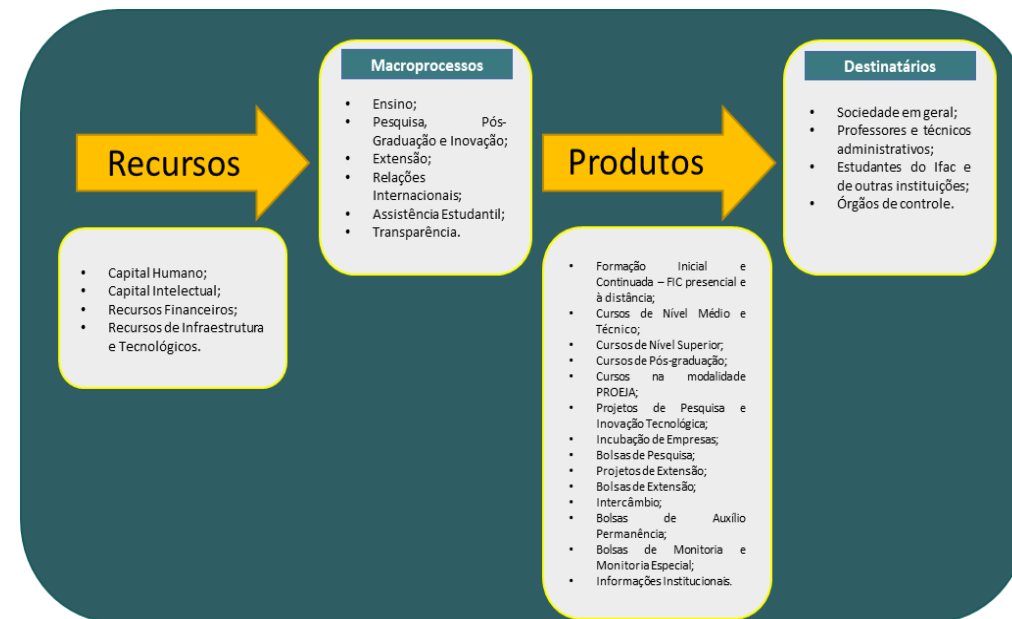 Recursos
• Capital Humano;
• Capital Intelectual;
• Recursos Financeiros;
• Recursos de Infraestrutura
e Tecnológicos.
Macroprocessos
• Ensino;
• Pesquisa, Pós-
Graduação e Inovação;
• Extensão;
• Relações
Internacionais;
• Assistência Estudantil;
• Transparência.
Produtos
• Formação Inicial e
Continuada – FIC presencial e
à distância;
• Cursos de Nível Médio e
Técnico;
• Cursos de Nível Superior;
• Cursos de Pós-graduação;
• Cursos na modalidade
PROEJA;
• Projetos de Pesquisa e
Inovação Tecnológica;
• Incubação de Empresas;
• Bolsas de Pesquisa;
• Projetos de Extensão;
• Bolsas de Extensão;
• Intercâmbio;
• Bolsas de Auxílio
Permanência;
• Bolsas de Monitoria e
Monitoria Especial;
• Informações Institucionais.
Destinatários
• Sociedade em geral;
• Professores e técnicos
administrativos;
• Estudantes do Ifac e
de outras instituições;
• Órgãos de controle.